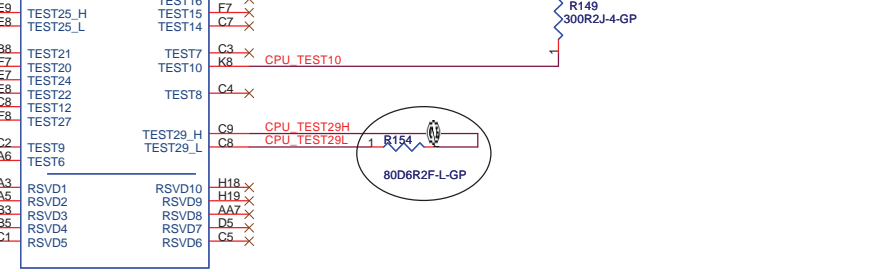 TEST16
E9 TEST25_H TEST15 F7
E8 TEST25_L TEST14 C7
R149
300R2J-4-GP
B8 TEST21 TEST7 C3
F7 TEST20 TEST10 K8 CPU_TEST10 1
E7 TEST24
E8 TEST22 TEST8 C4
C8 TEST12
F8 TEST27
TEST29_H C9 CPU_TEST29H
C2 TEST9 TEST29_L C8 CPU_TEST29L 1 R154
A6 TEST6
80D6R2F-L-GP
A3 RSVD1 RSVD10 H18
A5 RSVD2 RSVD9 H19
B3 RSVD3 RSVD8 AA7
B5 RSVD4 RSVD7 D5
C1 RSVD5 RSVD6 C5